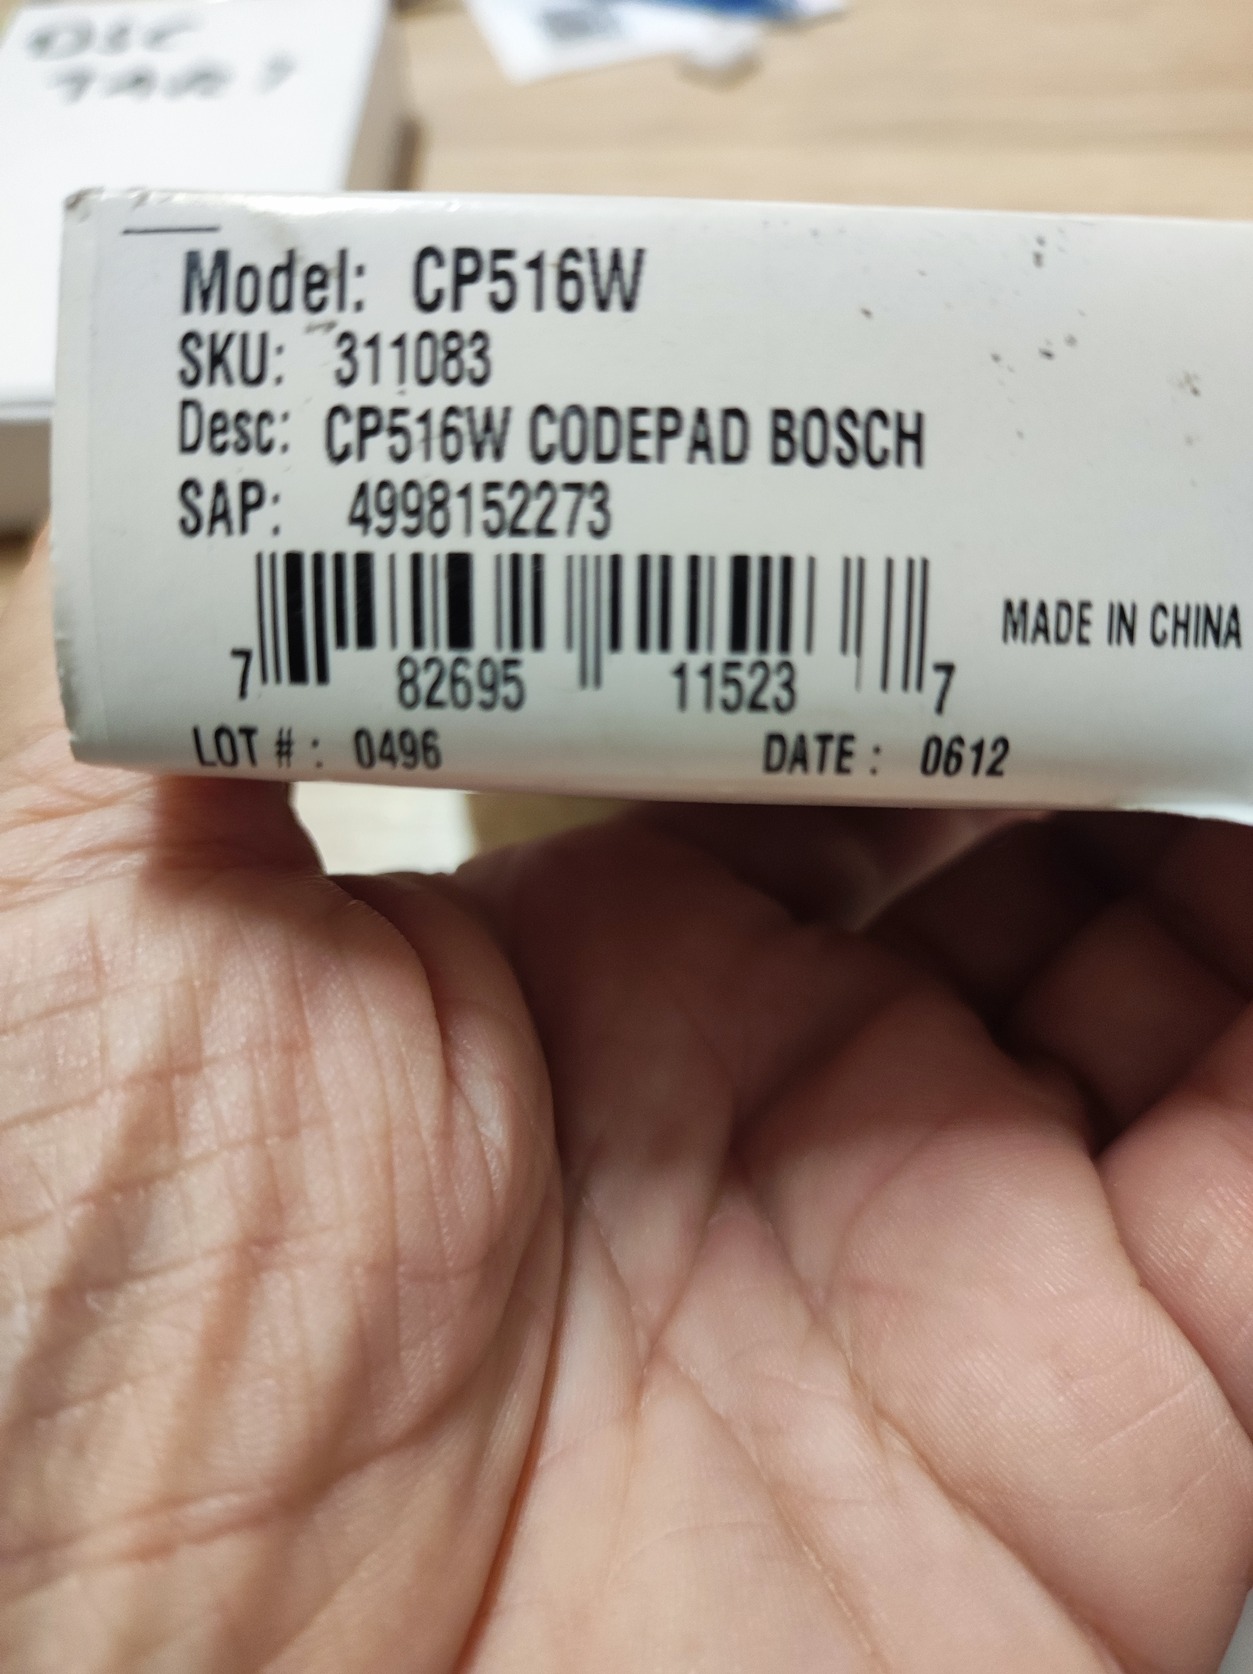 Model: CP516W
SKU: 311083
Desc: CP516W CODEPAD BOSCH
SAP: 4998152273
7 82695 11523 7
MADE IN CHINA
LOT # : 0496 DATE : 0612